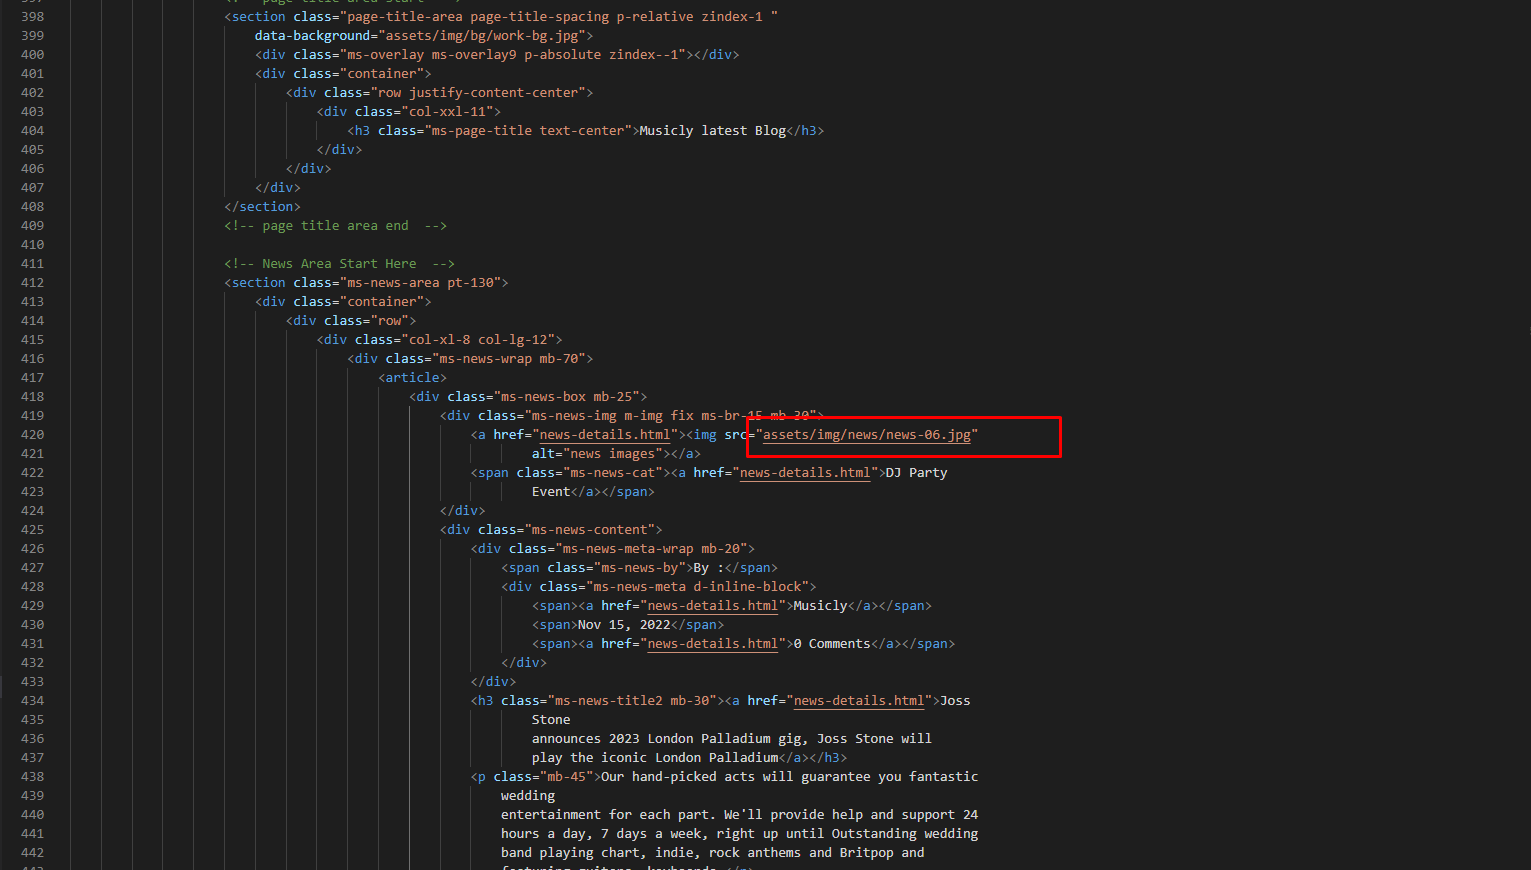 398 <section class="page-title-area page-title-spacing p-relative zindex-1 "
399 data-background="assets/img/bg/work-bg.jpg">
400 <div class="ms-overlay ms-overlay9 p-absolute zindex--1"></div>
401 <div class="container">
402 <div class="row justify-content-center">
403 <div class="col-xxl-11">
404 <h3 class="ms-page-title text-center">Musicly latest Blog</h3>
405 </div>
406 </div>
407 </div>
408 </section>
409 <!-- page title area end  -->
410
411 <!-- News Area Start Here  -->
412 <section class="ms-news-area pt-130">
413 <div class="container">
414 <div class="row">
415 <div class="col-xl-8 col-lg-12">
416 <div class="ms-news-wrap mb-70">
417 <article>
418 <div class="ms-news-box mb-25">
419 <div class="ms-news-img m-img fix ms-br-15 mb-30">
420 <a href="news-details.html"><img src="assets/img/news/news-06.jpg"
421 alt="news images"></a>
422 <span class="ms-news-cat"><a href="news-details.html">DJ Party
423 Event</a></span>
424 </div>
425 <div class="ms-news-content">
426 <div class="ms-news-meta-wrap mb-20">
427 <span class="ms-news-by">By :</span>
428 <div class="ms-news-meta d-inline-block">
429 <span><a href="news-details.html">Musicly</a></span>
430 <span>Nov 15, 2022</span>
431 <span><a href="news-details.html">0 Comments</a></span>
432 </div>
433 </div>
434 <h3 class="ms-news-title2 mb-30"><a href="news-details.html">Joss
435 Stone
436 announces 2023 London Palladium gig, Joss Stone will
437 play the iconic London Palladium</a></h3>
438 <p class="mb-45">Our hand-picked acts will guarantee you fantastic
439 wedding
440 entertainment for each part. We'll provide help and support 24
441 hours a day, 7 days a week, right up until Outstanding wedding
442 band playing chart, indie, rock anthems and Britpop and